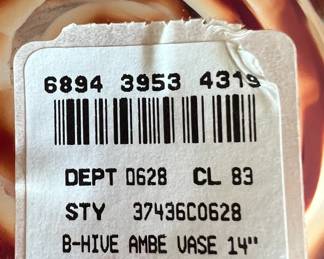 6894 3953 4319
DEPT 0628 CL 83
STY 37436C0628
B-HIVE AMBE VASE 14"